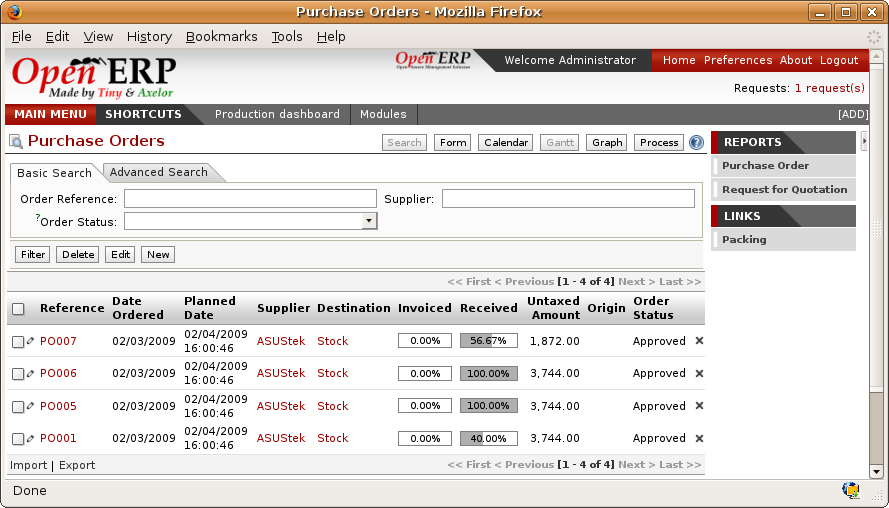 Purchase Orders - Mozilla Firefox
File Edit View History Bookmarks Tools Help
Open ERP
Made by Tiny & Axelor
Open ERP
Welcome Administrator
Home Preferences About Logout
Requests: 1 request(s)
MAIN MENU SHORTCUTS Production dashboard Modules [ADD]
Purchase Orders
Search Form Calendar Gantt Graph Process ?
Basic Search Advanced Search
Order Reference: Supplier:
?Order Status:
Filter Delete Edit New
<< First < Previous [1 - 4 of 4] Next > Last >>
Reference Date Ordered Planned Date Supplier Destination Invoiced Received Untaxed Amount Origin Order Status
PO007 02/03/2009 02/04/2009 16:00:46 ASUStek Stock 0.00% 56.67% 1,872.00 Approved
PO006 02/03/2009 02/04/2009 16:00:46 ASUStek Stock 0.00% 100.00% 3,744.00 Approved
PO005 02/03/2009 02/04/2009 16:00:46 ASUStek Stock 0.00% 100.00% 3,744.00 Approved
PO001 02/03/2009 02/04/2009 16:00:46 ASUStek Stock 0.00% 40.00% 3,744.00 Approved
Import | Export << First < Previous [1 - 4 of 4] Next > Last >>
REPORTS
Purchase Order
Request for Quotation
LINKS
Packing
Done